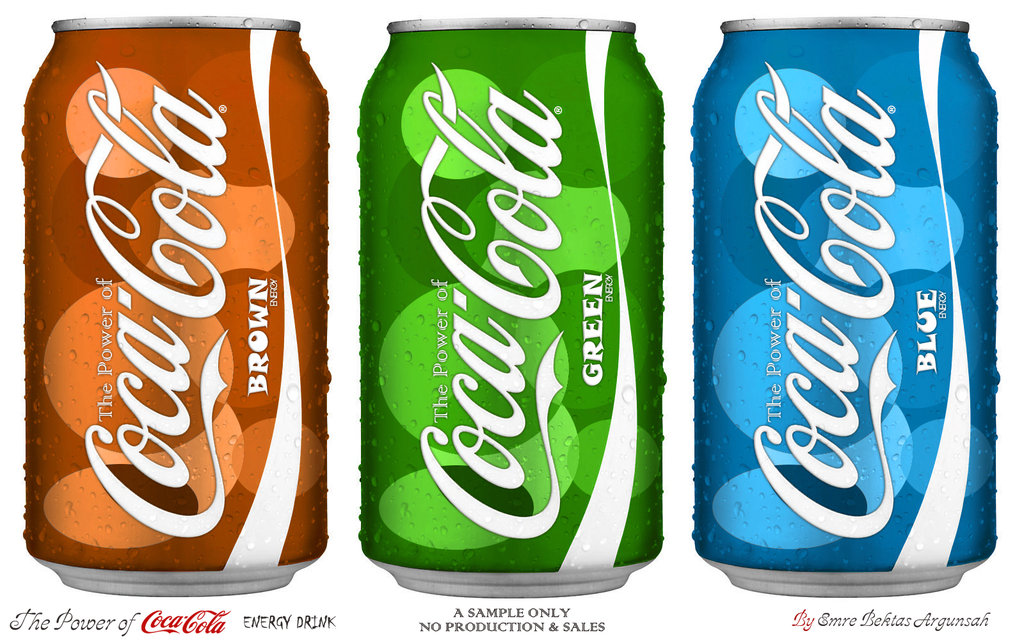 The Power of
Coca-Cola®
BROWN
ENERGY
The Power of
Coca-Cola®
GREEN
ENERGY
The Power of
Coca-Cola®
BLUE
ENERGY
The Power of Coca-Cola ENERGY DRINK
A SAMPLE ONLY
NO PRODUCTION & SALES
By Emre Bektas Argunsah